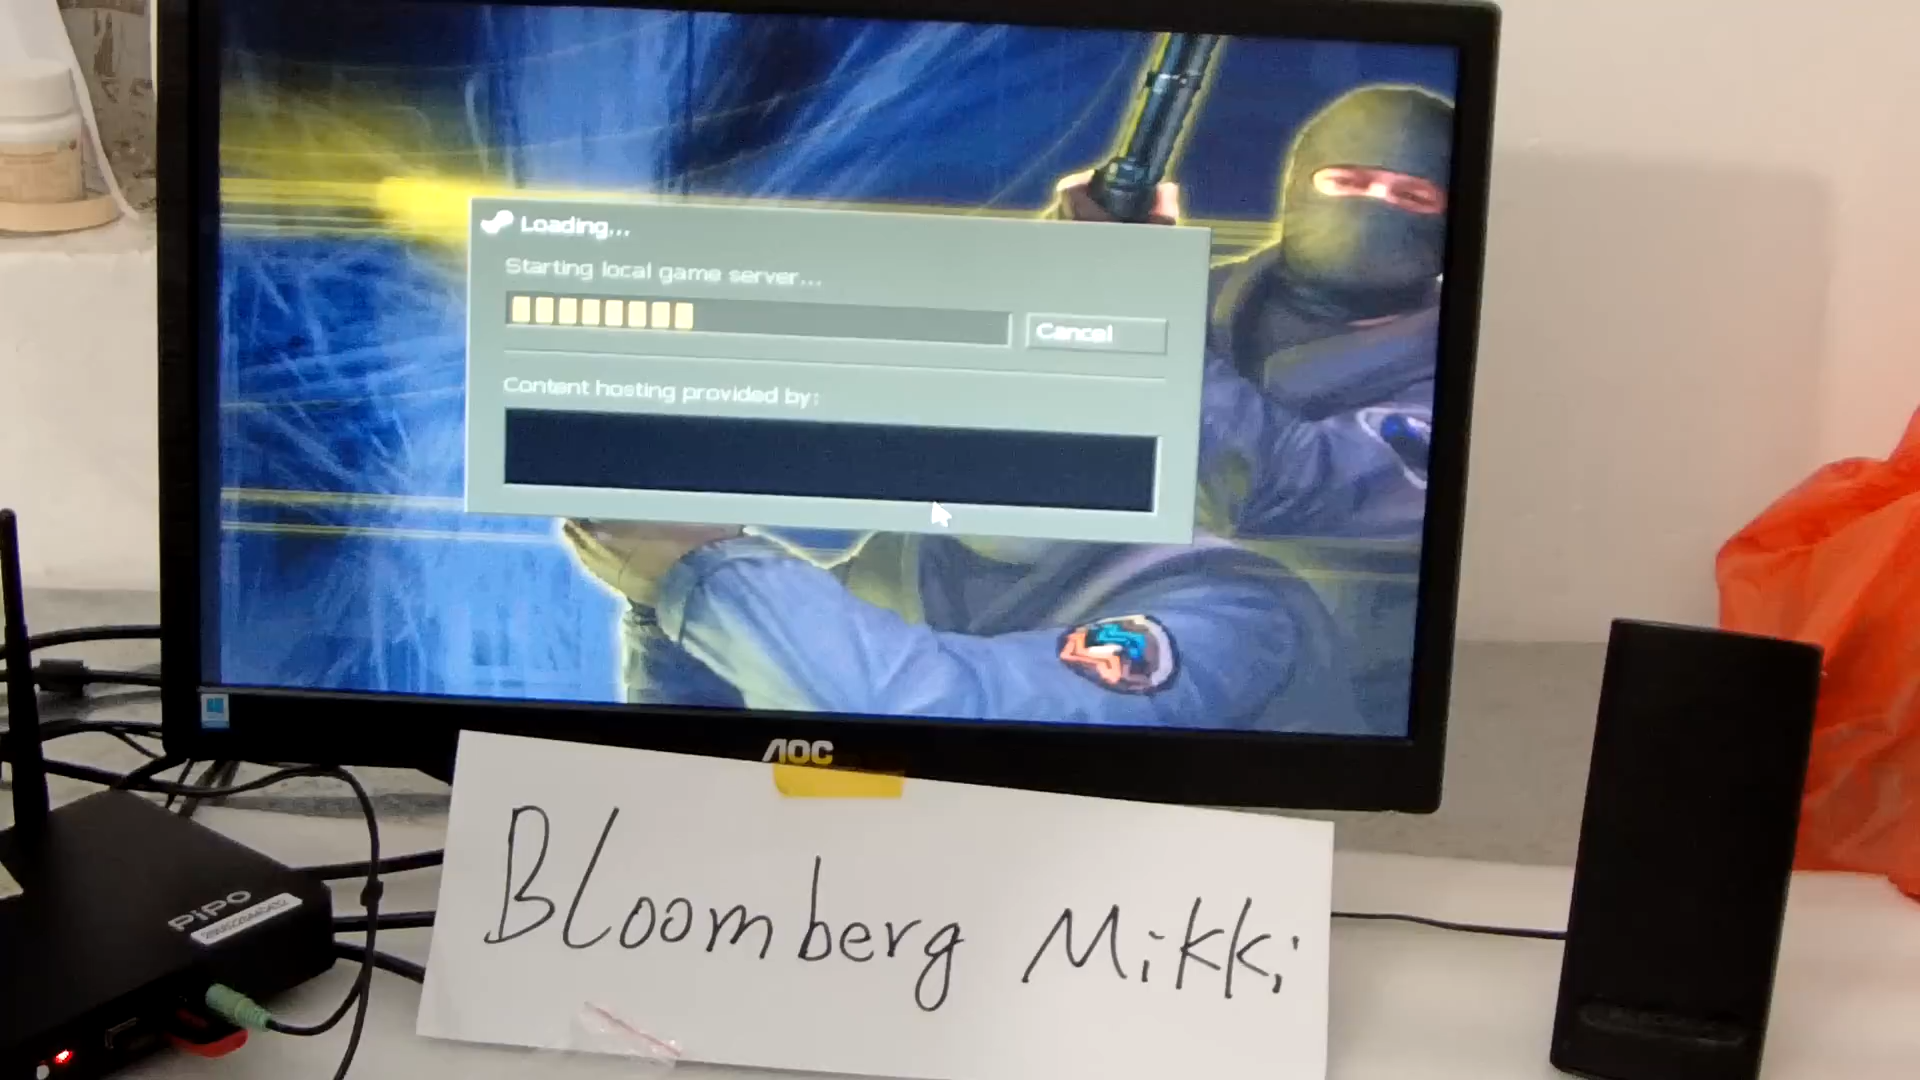 Loading...
Starting local game server...
Cancel
Content hosting provided by:
AOC
PiPO
BLoomberg Mikki